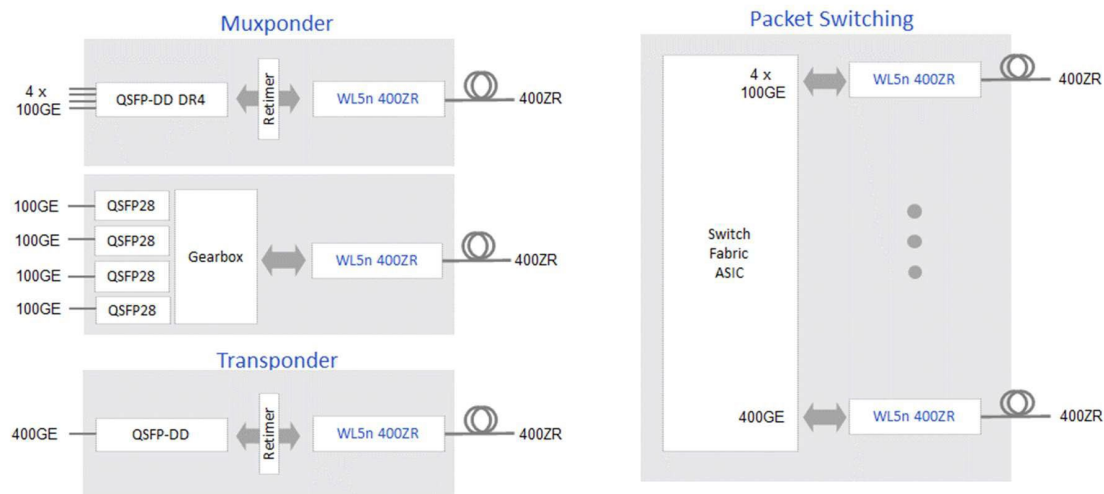 Muxponder
4 x
100GE
QSFP-DD DR4
Retimer
WL5n 400ZR
400ZR
100GE
100GE
100GE
100GE
QSFP28
QSFP28
QSFP28
QSFP28
Gearbox
WL5n 400ZR
400ZR
Transponder
400GE
QSFP-DD
Retimer
WL5n 400ZR
400ZR
Packet Switching
Switch
Fabric
ASIC
4 x
100GE
WL5n 400ZR
400ZR
400GE
WL5n 400ZR
400ZR